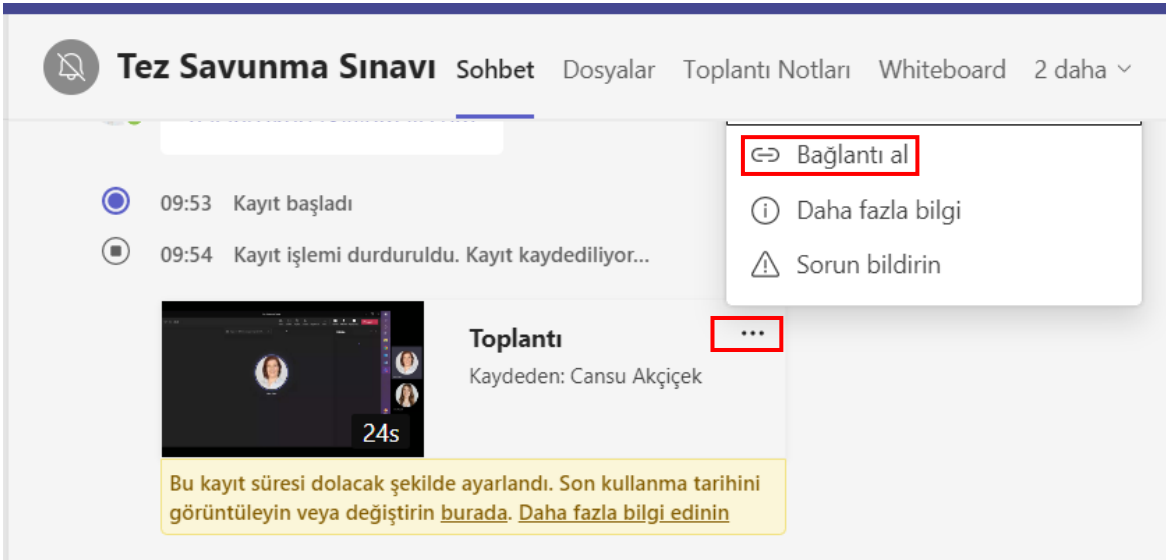 Tez Savunma Sınavı Sohbet Dosyalar Toplantı Notları Whiteboard 2 daha
Bağlantı al
Daha fazla bilgi
Sorun bildirin
09:53 Kayıt başladı
09:54 Kayıt işlemi durduruldu. Kayıt kaydediliyor...
Toplantı
Kaydeden: Cansu Akçiçek
24s
Bu kayıt süresi dolacak şekilde ayarlandı. Son kullanma tarihini
görüntüleyin veya değiştirin burada. Daha fazla bilgi edinin